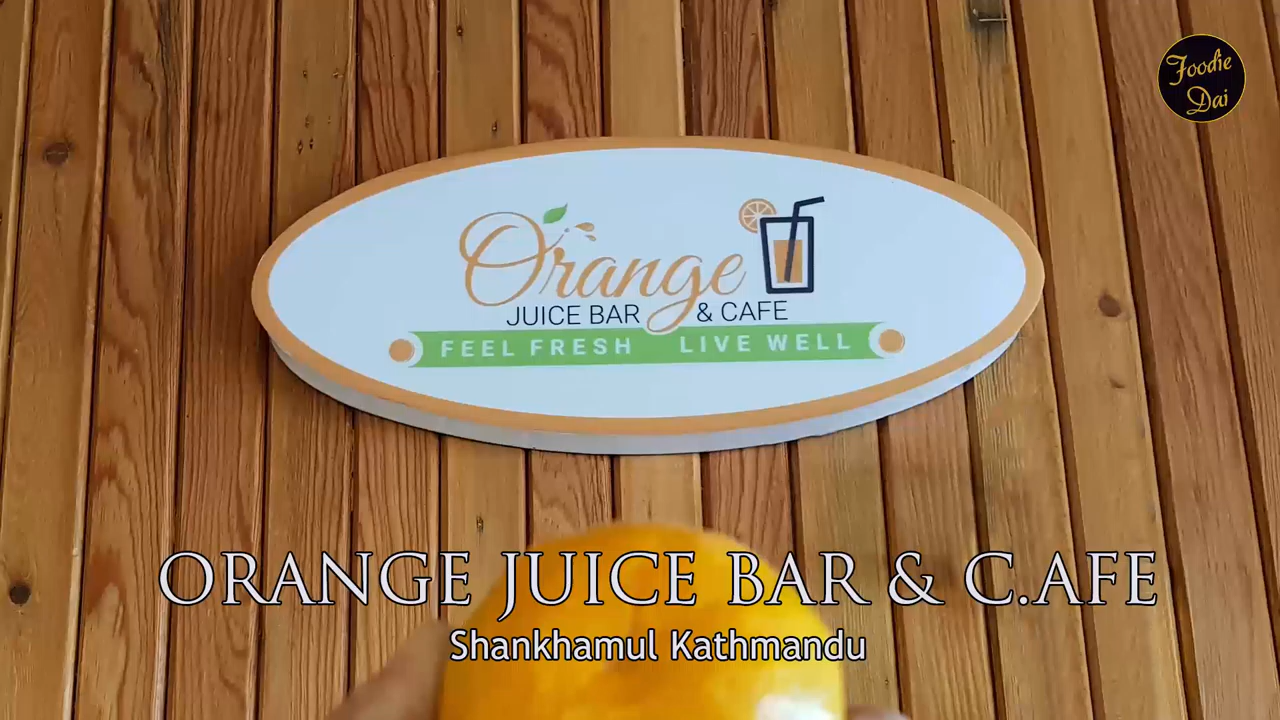 Foodie
Dai
Orange
JUICE BAR & CAFE
FEEL FRESH LIVE WELL
ORANGE JUICE BAR & C.AFE
Shankhamul Kathmandu